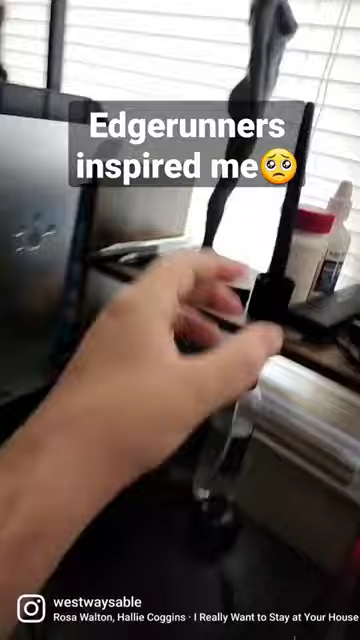 Edgerunners
inspired me🥺
westwaysable
Rosa Walton, Hallie Coggins · I Really Want to Stay at Your House